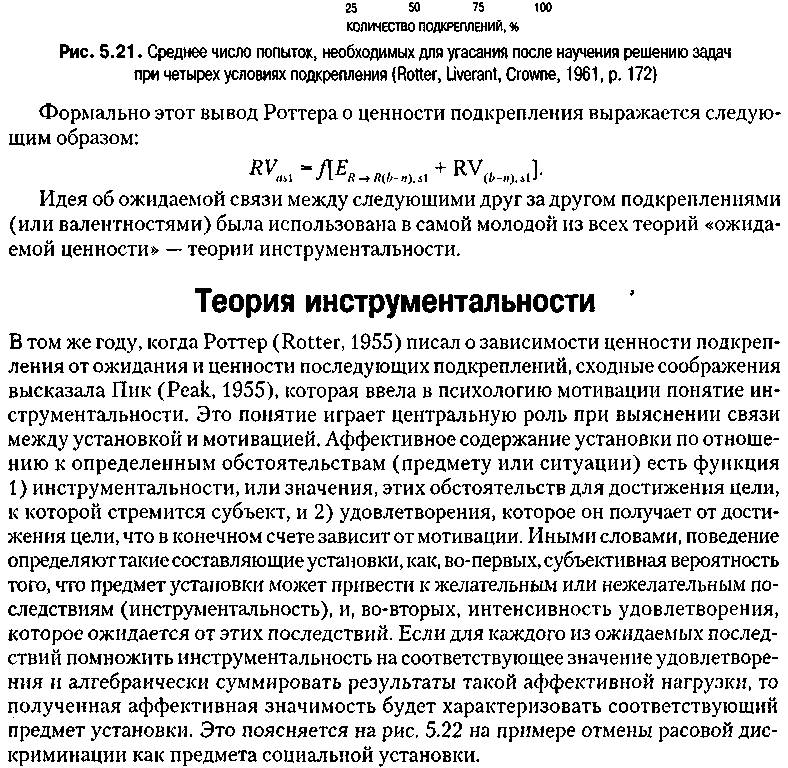 25 50 75 100
КОЛИЧЕСТВО ПОДКРЕПЛЕНИЙ, %
Рис. 5.21. Среднее число попыток, необходимых для угасания после научения решению задач
при четырех условиях подкрепления (Rotter, Liverant, Crowne, 1961, p. 172)
Формально этот вывод Роттера о ценности подкрепления выражается следую-
щим образом:
RVas1 = f[ER→R(b–n),s1 + RV(b–n),s1].
Идея об ожидаемой связи между следующими друг за другом подкреплениями
(или валентностями) была использована в самой молодой из всех теорий «ожида-
емой ценности» — теории инструментальности.
Теория инструментальности
В том же году, когда Роттер (Rotter, 1955) писал о зависимости ценности подкреп-
ления от ожидания и ценности последующих подкреплений, сходные соображения
высказала Пик (Peak, 1955), которая ввела в психологию мотивации понятие ин-
струментальности. Это понятие играет центральную роль при выяснении связи
между установкой и мотивацией. Аффективное содержание установки по отноше-
нию к определенным обстоятельствам (предмету или ситуации) есть функция
1) инструментальности, или значения, этих обстоятельств для достижения цели,
к которой стремится субъект, и 2) удовлетворения, которое он получает от дости-
жения цели, что в конечном счете зависит от мотивации. Иными словами, поведение
определяют такие составляющие установки, как, во-первых, субъективная вероятность
того, что предмет установки может привести к желательным или нежелательным по-
следствиям (инструментальность), и, во-вторых, интенсивность удовлетворения,
которое ожидается от этих последствий. Если для каждого из ожидаемых послед-
ствий помножить инструментальность на соответствующее значение удовлетворе-
ния и алгебраически суммировать результаты такой аффективной нагрузки, то
полученная аффективная значимость будет характеризовать соответствующий
предмет установки. Это поясняется на рис. 5.22 на примере отмены расовой дис-
криминации как предмета социальной установки.